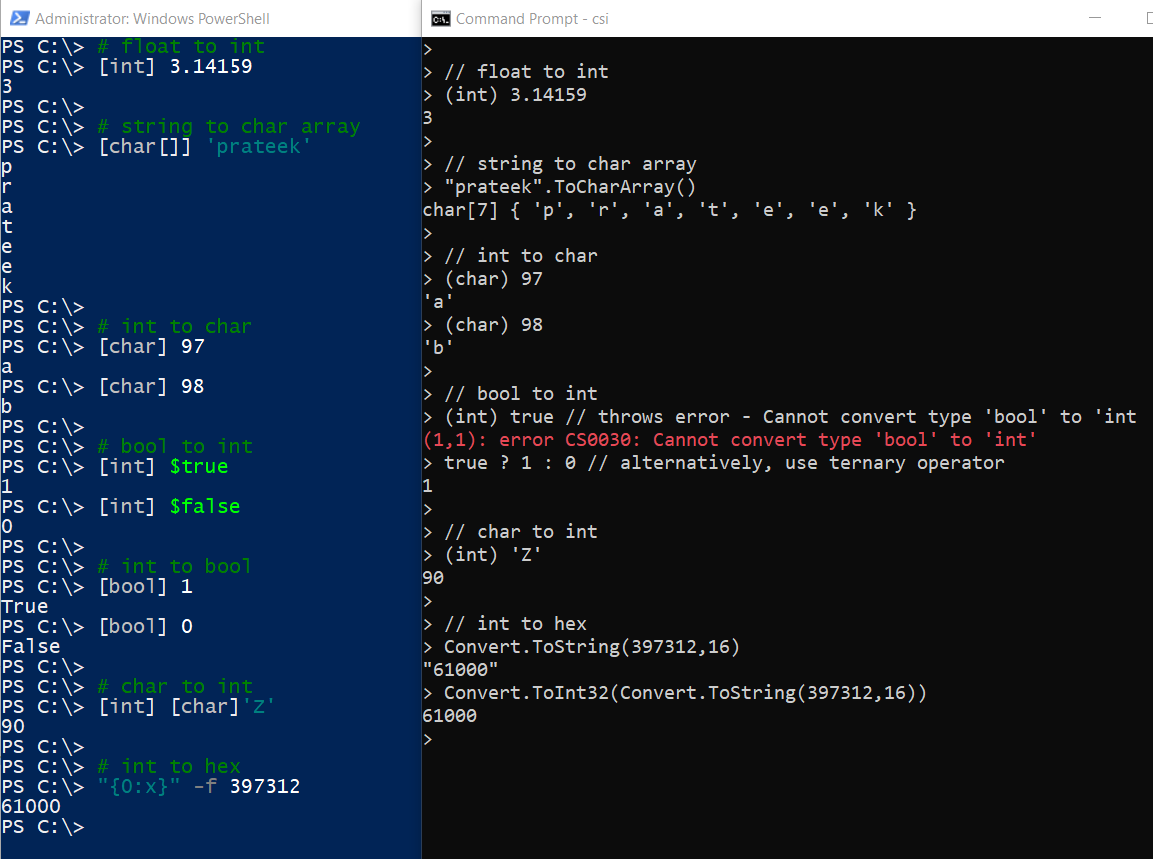 Administrator: Windows PowerShell
PS C:\> # float to int
PS C:\> [int] 3.14159
3
PS C:\>
PS C:\> # string to char array
PS C:\> [char[]] 'prateek'
p
r
a
t
e
e
k
PS C:\>
PS C:\> # int to char
PS C:\> [char] 97
a
PS C:\> [char] 98
b
PS C:\>
PS C:\> # bool to int
PS C:\> [int] $true
1
PS C:\> [int] $false
0
PS C:\>
PS C:\> # int to bool
PS C:\> [bool] 1
True
PS C:\> [bool] 0
False
PS C:\>
PS C:\> # char to int
PS C:\> [int] [char]'Z'
90
PS C:\>
PS C:\> # int to hex
PS C:\> "{0:x}" -f 397312
61000
PS C:\>
Command Prompt - csi
>
> // float to int
> (int) 3.14159
3
>
> // string to char array
> "prateek".ToCharArray()
char[7] { 'p', 'r', 'a', 't', 'e', 'e', 'k' }
>
> // int to char
> (char) 97
'a'
> (char) 98
'b'
>
> // bool to int
> (int) true // throws error - Cannot convert type 'bool' to 'int
(1,1): error CS0030: Cannot convert type 'bool' to 'int'
> true ? 1 : 0 // alternatively, use ternary operator
1
>
> // char to int
> (int) 'Z'
90
>
> // int to hex
> Convert.ToString(397312,16)
"61000"
> Convert.ToInt32(Convert.ToString(397312,16))
61000
>